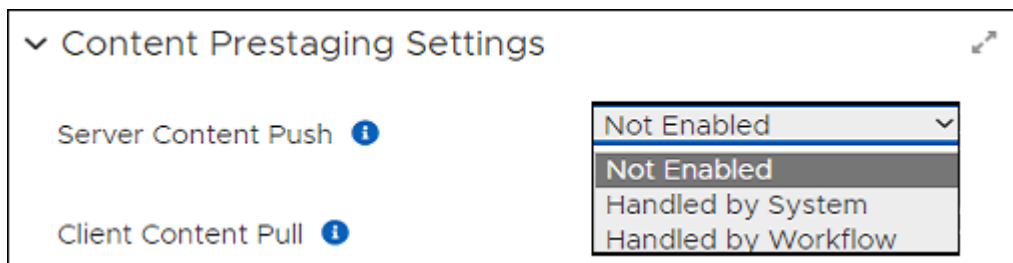 Content Prestaging Settings
Server Content Push
Not Enabled
Not Enabled
Handled by System
Client Content Pull
Handled by Workflow